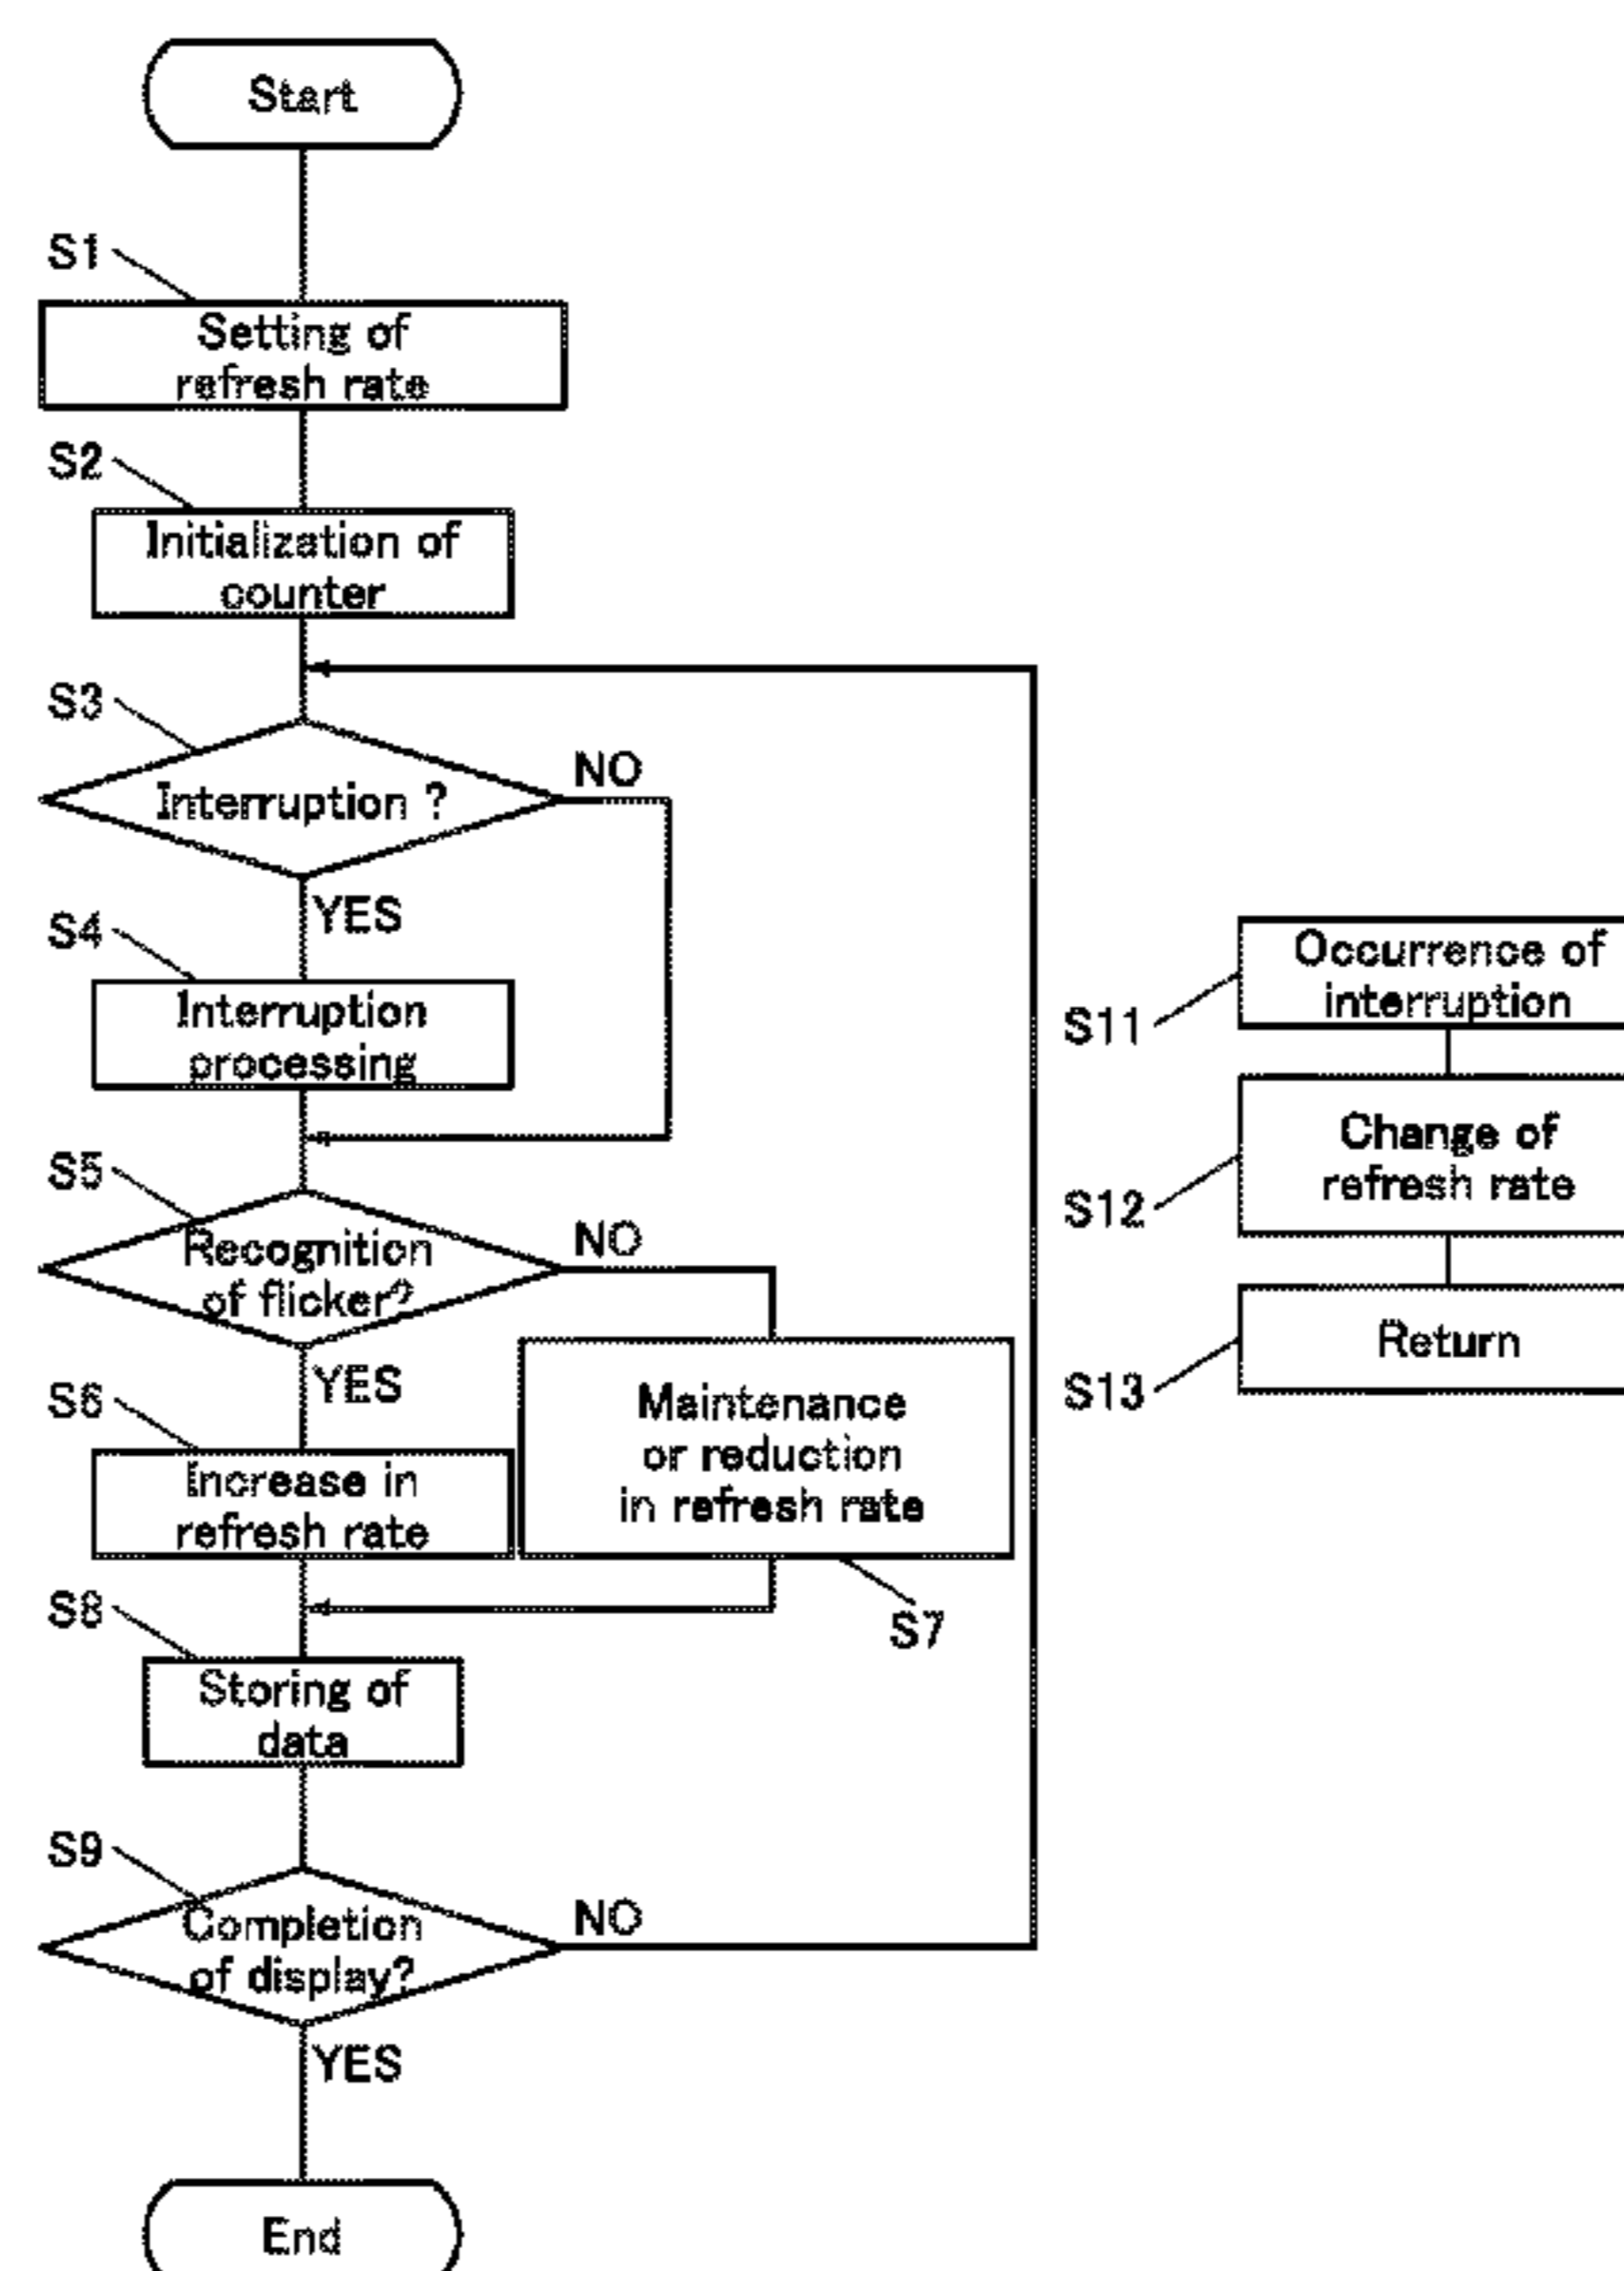 Start
S1
Setting of
refresh rate
S2
Initialization of
counter
S3
Interruption ?
NO
YES
S4
Interruption
processing
S5
Recognition
of flicker?
NO
YES
S6
Increase in
refresh rate
Maintenance
or reduction
in refresh rate
S7
S8
Storing of
data
S9
Completion
of display?
NO
YES
End
Occurrence of
interruption
S11
Change of
refresh rate
S12
Return
S13